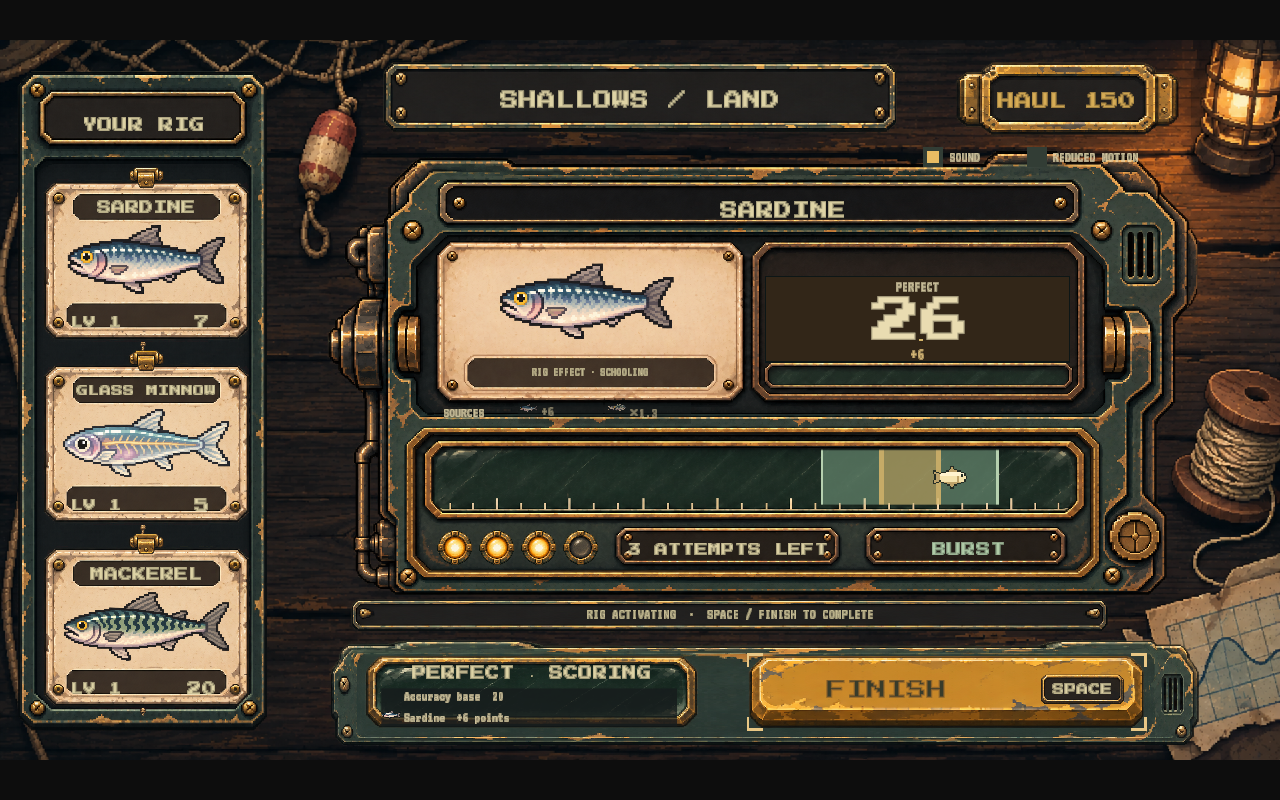 SHALLOWS / LAND
HAUL 150
SOUND
REDUCED MOTION
YOUR RIG
SARDINE
LV 1 7
GLASS MINNOW
LV 1 5
MACKEREL
LV 1 20
SARDINE
RIG EFFECT · SCHOOLING
PERFECT
26
+6
SOURCES +6 ×1.3
3 ATTEMPTS LEFT
BURST
RIG ACTIVATING · SPACE / FINISH TO COMPLETE
PERFECT · SCORING
Accuracy base 20
Sardine +6 points
FINISH
SPACE